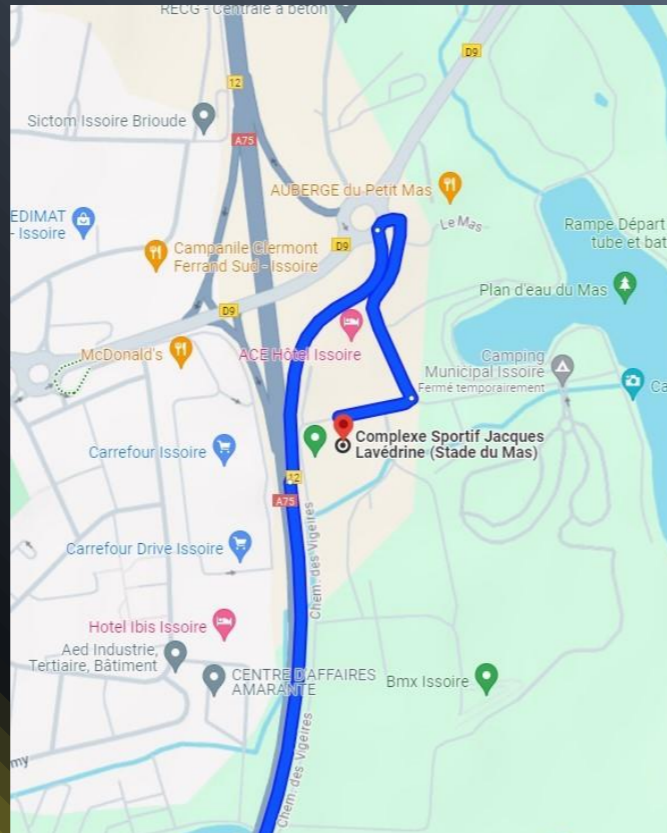 RECG - Centrale à béton
D9
12
Sictom Issoire Brioude
A75
AUBERGE du Petit Mas
EDIMAT
- Issoire
Le Mas
Rampe Départ
tube et bat
D9
Campanile Clermont
Ferrand Sud - Issoire
Plan d'eau du Mas
D9
ACE Hôtel Issoire
McDonald's
Camping
Municipal Issoire
Fermé temporairement
Ca
Complexe Sportif Jacques
Lavédrine (Stade du Mas)
Carrefour Issoire
12
A75
Chem. des Vigeires
Carrefour Drive Issoire
Hotel Ibis Issoire
Aed Industrie,
Tertiaire, Bâtiment
CENTRE D'AFFAIRES
AMARANTE
Bmx Issoire
Chem. des Vigeires
my